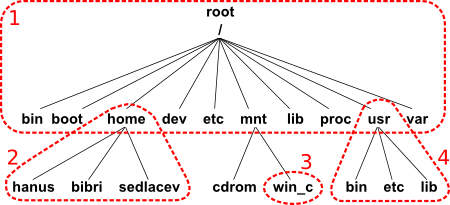 1
root
/
bin boot home dev etc mnt lib proc usr var
2 3 4
hanus bibri sedlacev cdrom win_c bin etc lib